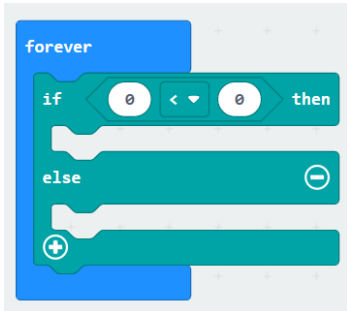 forever
if 0 < 0 then
else